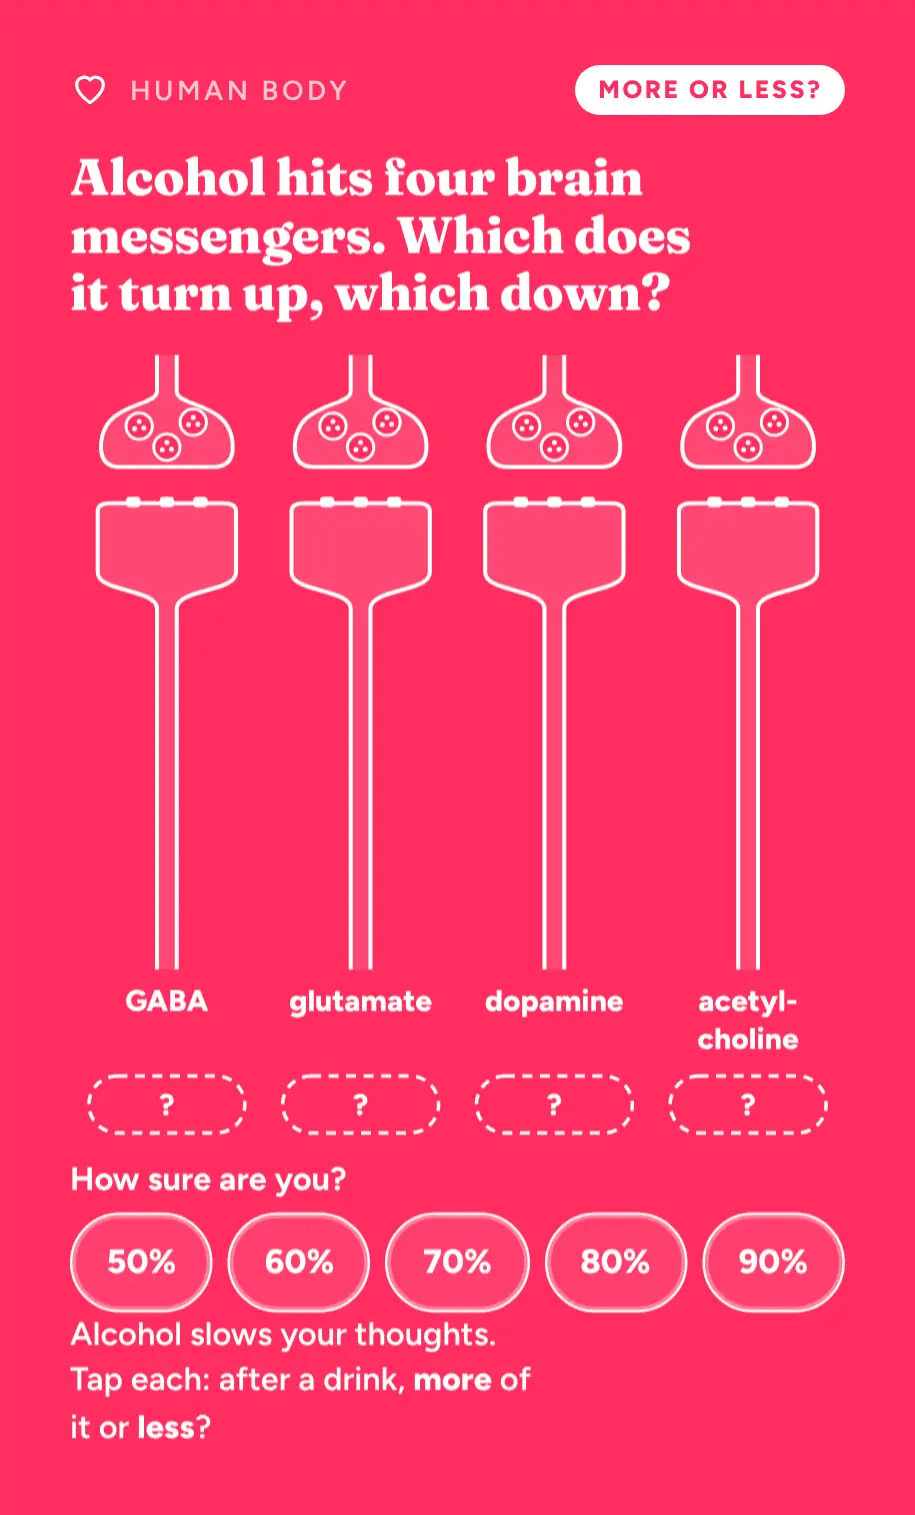 HUMAN BODY
MORE OR LESS?
Alcohol hits four brain
messengers. Which does
it turn up, which down?
GABA
glutamate
dopamine
acetyl-
choline
?
?
?
?
How sure are you?
50%
60%
70%
80%
90%
Alcohol slows your thoughts.
Tap each: after a drink, more of
it or less?